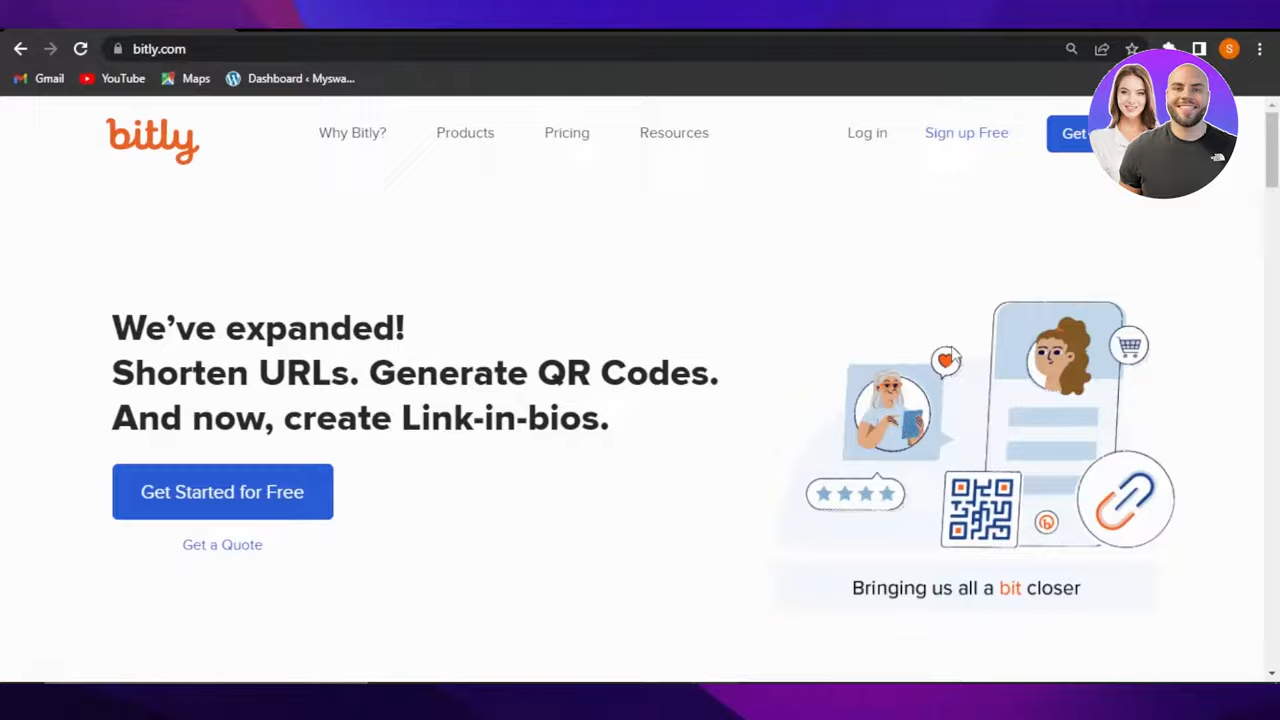 bitly.com
S
Gmail
YouTube
Maps
Dashboard ‹ Myswa...
bitly
Why Bitly?
Products
Pricing
Resources
Log in
Sign up Free
Get
We've expanded!
Shorten URLs. Generate QR Codes.
And now, create Link-in-bios.
Get Started for Free
Get a Quote
Bringing us all a bit closer